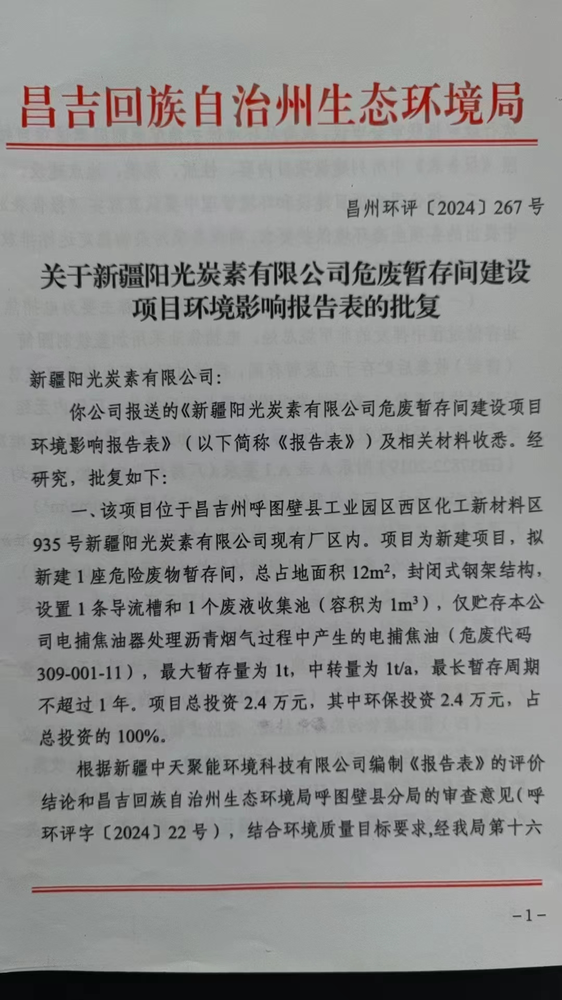 昌吉回族自治州生态环境局
昌州环评〔2024〕267号
关于新疆阳光炭素有限公司危废暂存间建设
项目环境影响报告表的批复
新疆阳光炭素有限公司：
你公司报送的《新疆阳光炭素有限公司危废暂存间建设项目
环境影响报告表》（以下简称《报告表》）及相关材料收悉。经
研究，批复如下：
一、该项目位于昌吉州呼图壁县工业园区西区化工新材料区
935号新疆阳光炭素有限公司现有厂区内。项目为新建项目，拟
新建1座危险废物暂存间，总占地面积12m²，封闭式钢架结构，
设置1条导流槽和1个废液收集池（容积为1m³），仅贮存本公
司电捕焦油器处理沥青烟气过程中产生的电捕焦油（危废代码
309-001-11），最大暂存量为1t，中转量为1t/a，最长暂存周期
不超过1年。项目总投资2.4万元，其中环保投资2.4万元，占
总投资的100%。
根据新疆中天聚能环境科技有限公司编制《报告表》的评价
结论和昌吉回族自治州生态环境局呼图壁县分局的审查意见（呼
环评字〔2024〕22号），结合环境质量目标要求,经我局第十六
-1-